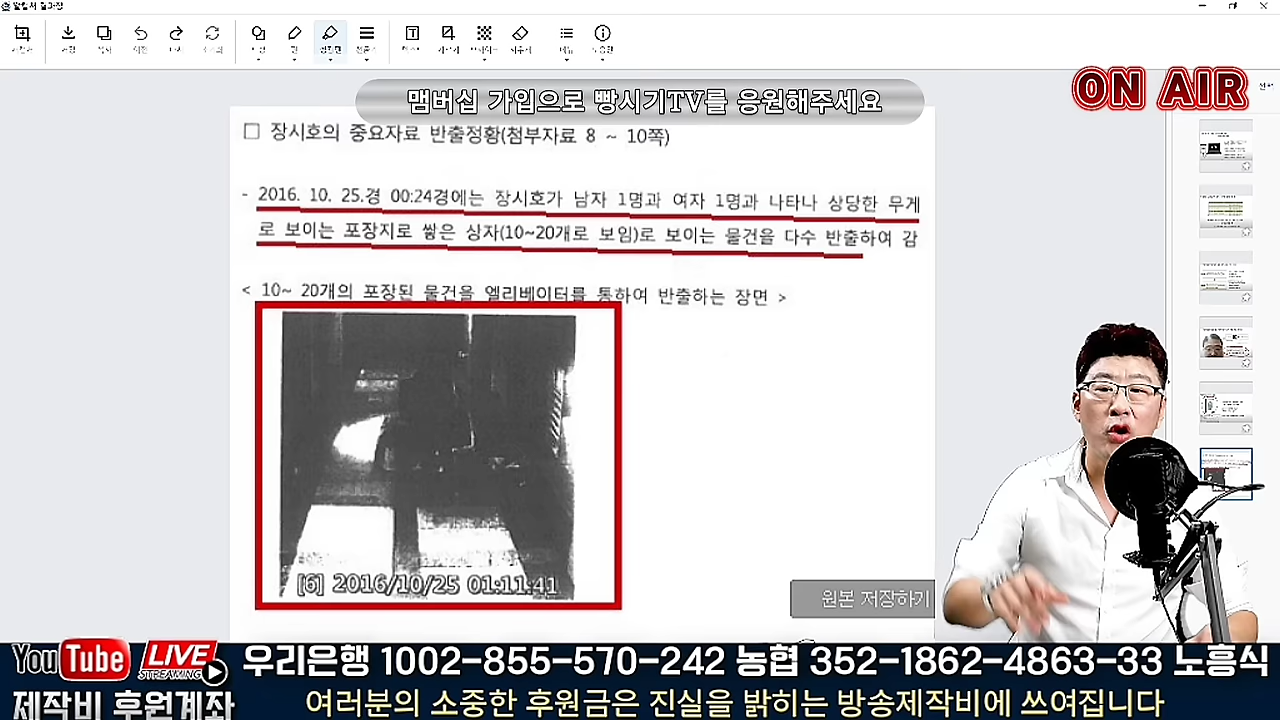 맴버십 가입으로 빵시기TV를 응원해주세요
ON AIR
□ 장시호의 중요자료 반출정황(첨부자료 8 ~ 10쪽)
- 2016. 10. 25.경 00:24경에는 장시호가 남자 1명과 여자 1명과 나타나 상당한 무게
로 보이는 포장지로 쌓은 상자(10~20개로 보임)로 보이는 물건을 다수 반출하여 감
< 10~ 20개의 포장된 물건을 엘리베이터를 통하여 반출하는 장면 >
[6] 2016/10/25 01:11:41
원본 저장하기
YouTube LIVE STREAMING
우리은행 1002-855-570-242 농협 352-1862-4863-33 노흥식
제작비 후원계좌
여러분의 소중한 후원금은 진실을 밝히는 방송제작비에 쓰여집니다